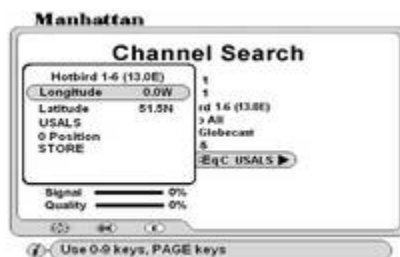 Manhattan
Channel Search
Hotbird 1-6 (13.0E)
Longitude 0.0W
Latitude 51.5N
USALS
0 Position
STORE
1
1
rd 1-6 (13.0E)
All
Globecast
EqC USALS
Signal 0%
Quality 0%
Use 0-9 keys, PAGE keys